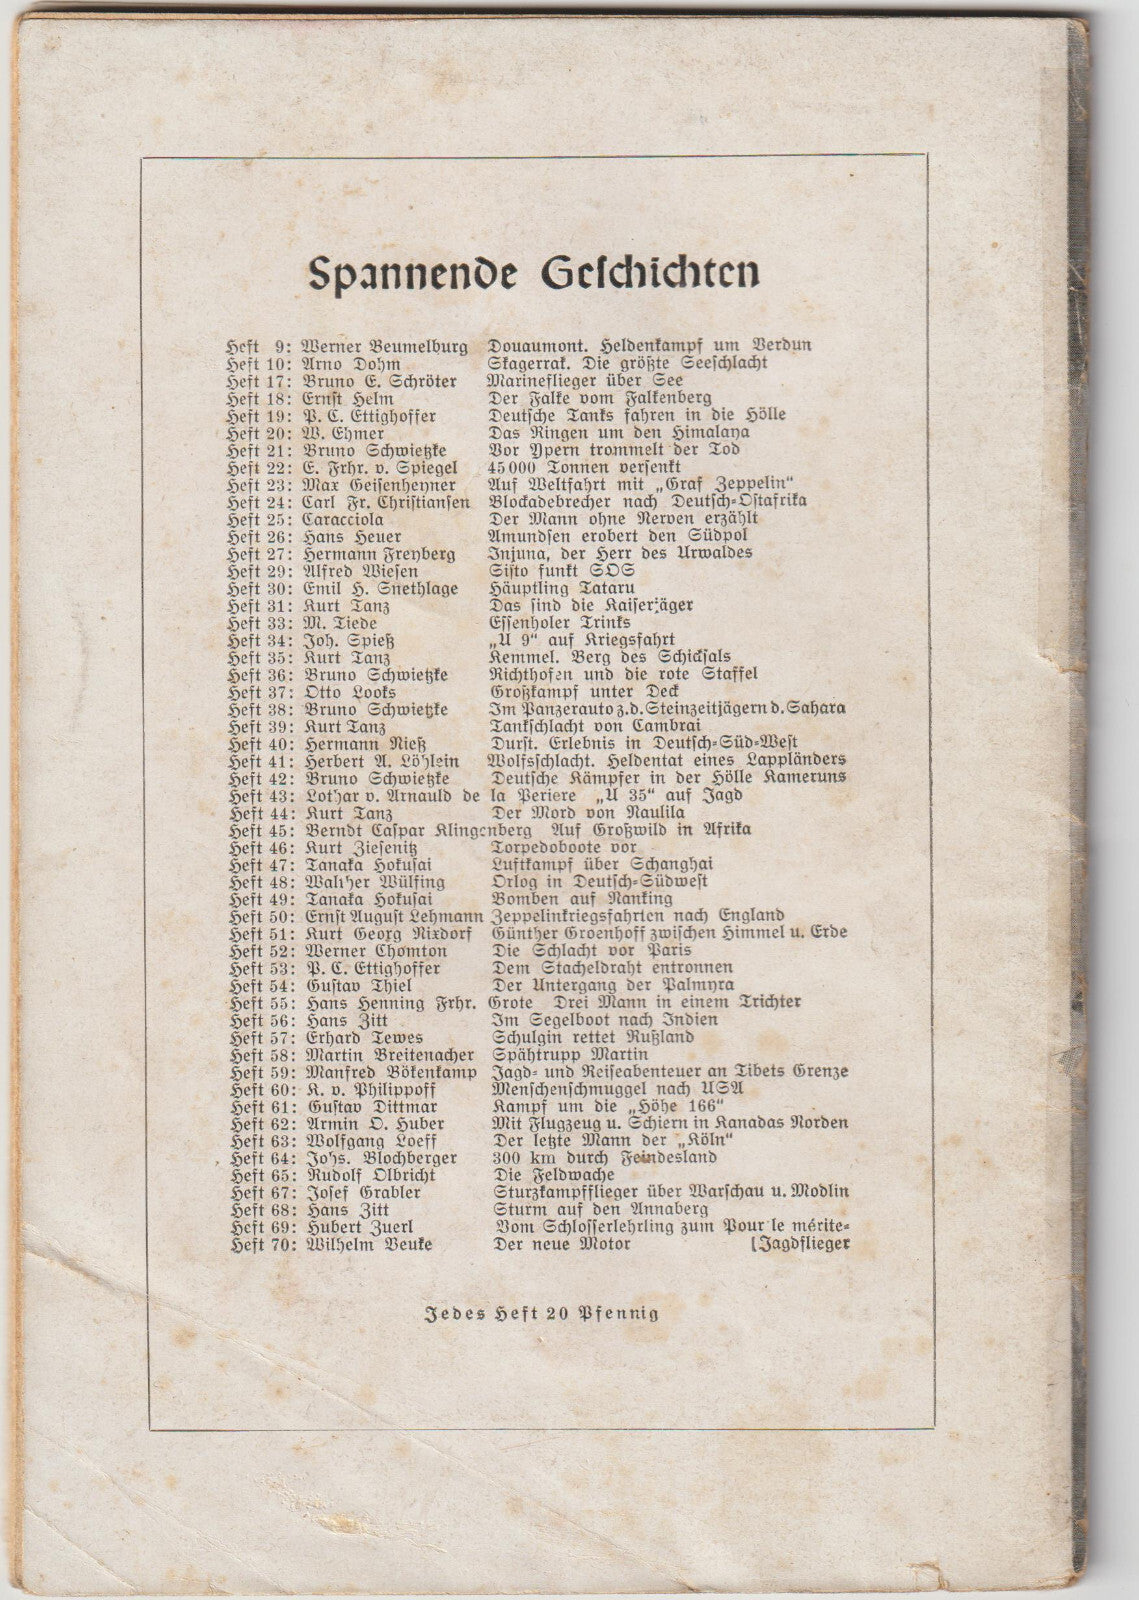 Spannende Geschichten
Heft 9: Werner Beumelburg Douaumont. Heldenkampf um Verdun
Heft 10: Arno Dohm Skagerrak. Die größte Seeschlacht
Heft 17: Bruno E. Schröter Marineflieger über See
Heft 18: Ernst Helm Der Falke vom Falkenberg
Heft 19: P. C. Ettighoffer Deutsche Tanks fahren in die Hölle
Heft 20: W. Ehmer Das Ringen um den Himalaya
Heft 21: Bruno Schwietzke Vor Ypern trommelt der Tod
Heft 22: E. Frhr. v. Spiegel 45000 Tonnen versenkt
Heft 23: Max Geisenheyner Auf Weltfahrt mit „Graf Zeppelin“
Heft 24: Carl Fr. Christiansen Blockadebrecher nach Deutsch-Ostafrika
Heft 25: Caracciola Der Mann ohne Nerven erzählt
Heft 26: Hans Heuer Amundsen erobert den Südpol
Heft 27: Hermann Freyberg Injuna, der Herr des Urwaldes
Heft 29: Alfred Wiesen Sisto funkt SOS
Heft 30: Emil H. Snethlage Häuptling Tataru
Heft 31: Kurt Tanz Das sind die Kaiserjäger
Heft 33: M. Tiede Essenholer Trinks
Heft 34: Joh. Spieß „U 9“ auf Kriegsfahrt
Heft 35: Kurt Tanz Kemmel. Berg des Schicksals
Heft 36: Bruno Schwietzke Richthofen und die rote Staffel
Heft 37: Otto Looks Großkampf unter Deck
Heft 38: Bruno Schwietzke Im Panzerauto z.d. Steinzeitjägern d. Sahara
Heft 39: Kurt Tanz Tankschlacht von Cambrai
Heft 40: Hermann Nieß Durst. Erlebnis in Deutsch-Süd-West
Heft 41: Herbert A. Löhlein Wolfsschlacht. Heldentat eines Lappländers
Heft 42: Bruno Schwietzke Deutsche Kämpfer in der Hölle Kameruns
Heft 43: Lothar v. Arnauld de la Periere „U 35“ auf Jagd
Heft 44: Kurt Tanz Der Mord von Naulila
Heft 45: Berndt Caspar Klingenberg Auf Großwild in Afrika
Heft 46: Kurt Ziesenitz Torpedoboote vor
Heft 47: Tanaka Hokusai Luftkampf über Schanghai
Heft 48: Walther Wülfing Orlog in Deutsch-Südwest
Heft 49: Tanaka Hokusai Bomben auf Nanking
Heft 50: Ernst August Lehmann Zeppelinkriegsfahrten nach England
Heft 51: Kurt Georg Nixdorf Günther Groenhoff zwischen Himmel u. Erde
Heft 52: Werner Chomton Die Schlacht vor Paris
Heft 53: P. C. Ettighoffer Dem Stacheldraht entronnen
Heft 54: Gustav Thiel Der Untergang der Palmyra
Heft 55: Hans Henning Frhr. Grote Drei Mann in einem Trichter
Heft 56: Hans Zitt Im Segelboot nach Indien
Heft 57: Erhard Tewes Schulgin rettet Rußland
Heft 58: Martin Breitenacher Spähtrupp Martin
Heft 59: Manfred Bökenkamp Jagd- und Reiseabenteuer an Tibets Grenze
Heft 60: K. v. Philippoff Menschenschmuggel nach USA
Heft 61: Gustav Dittmar Kampf um die „Höhe 166“
Heft 62: Armin O. Huber Mit Flugzeug u. Schiern in Kanadas Norden
Heft 63: Wolfgang Loeff Der letzte Mann der „Köln“
Heft 64: Johs. Blochberger 300 km durch Feindesland
Heft 65: Rudolf Olbricht Die Feldwache
Heft 67: Josef Grabler Sturzkampfflieger über Warschau u. Modlin
Heft 68: Hans Zitt Sturm auf den Annaberg
Heft 69: Hubert Zuerl Vom Schlosserlehrling zum Pour le mérite-
Heft 70: Wilhelm Beuke Der neue Motor [Jagdflieger
Jedes Heft 20 Pfennig